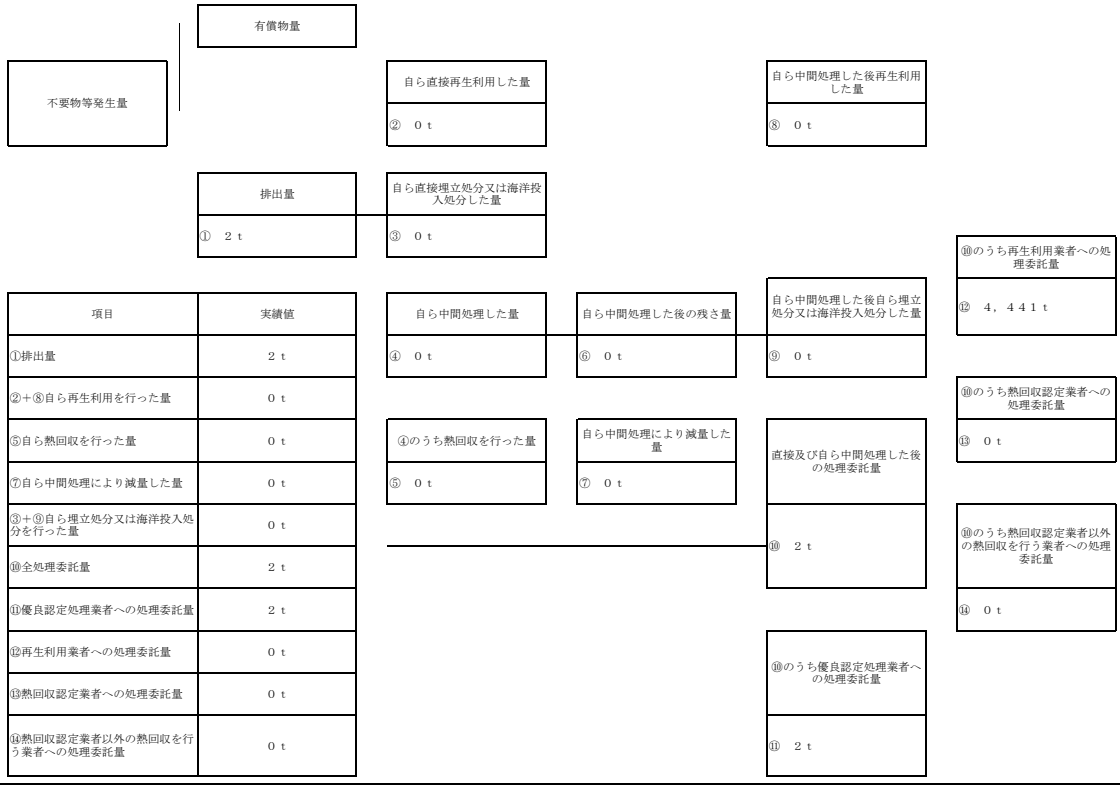 有償物量
不要物等発生量
自ら直接再生利用した量
② 0 t
自ら中間処理した後再生利用
した量
⑧ 0 t
排出量
① 2 t
自ら直接埋立処分又は海洋投
入処分した量
③ 0 t
⑩のうち再生利用業者への処
理委託量
⑫ 4, 441t
項目
実績値
①排出量
2 t
②+⑧自ら再生利用を行った量
0 t
⑤自ら熱回収を行った量
0 t
⑦自ら中間処理により減量した量
0 t
③+⑨自ら埋立処分又は海洋投入処
分を行った量
0 t
⑩全処理委託量
2 t
⑪優良認定処理業者への処理委託量
2 t
⑫再生利用業者への処理委託量
0 t
⑬熱回収認定業者への処理委託量
0 t
⑭熱回収認定業者以外の熱回収を行
う業者への処理委託量
0 t
自ら中間処理した量
④ 0 t
自ら中間処理した後の残さ量
⑥ 0 t
自ら中間処理した後自ら埋立
処分又は海洋投入処分した量
⑨ 0 t
④のうち熱回収を行った量
⑤ 0 t
自ら中間処理により減量した
量
⑦ 0 t
直接及び自ら中間処理した後
の処理委託量
⑩ 2 t
⑩のうち熱回収認定業者への
処理委託量
⑬ 0 t
⑩のうち熱回収認定業者以外
の熱回収を行う業者への処理
委託量
⑭ 0 t
⑩のうち優良認定処理業者へ
の処理委託量
⑪ 2 t